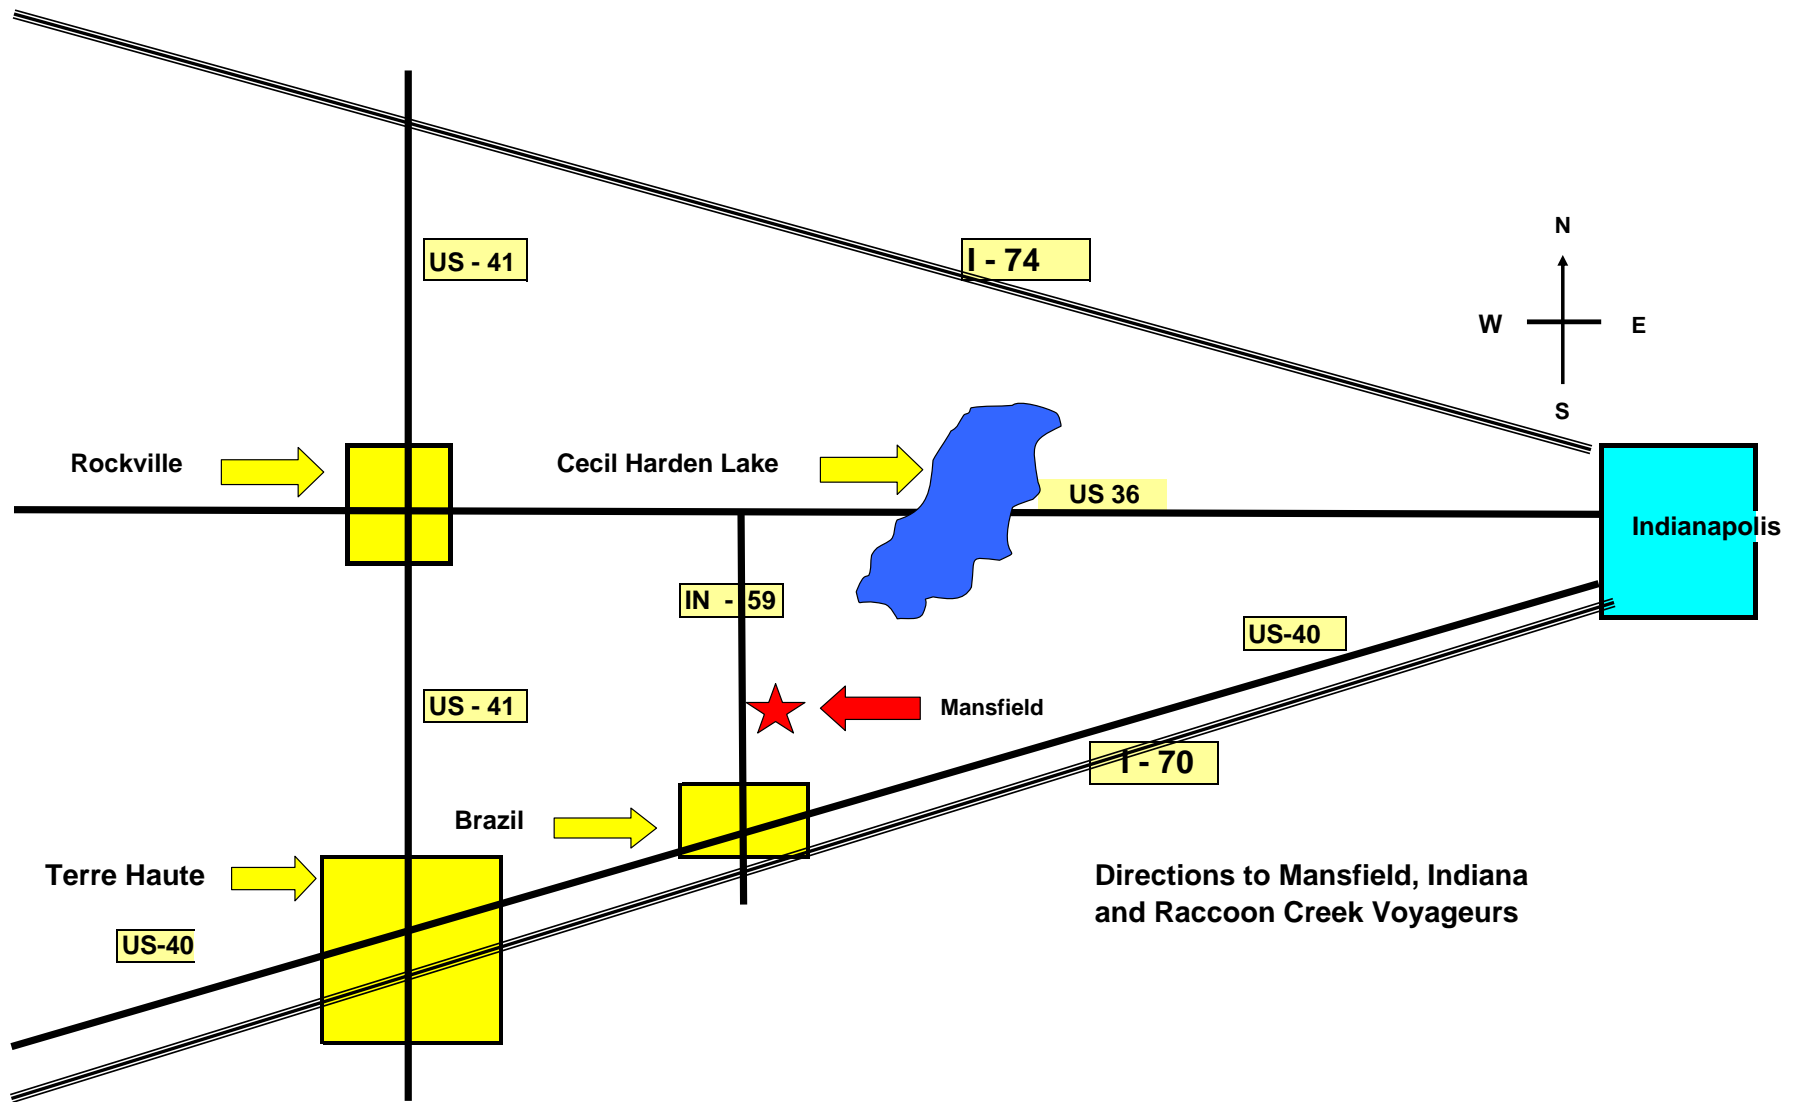 N
US - 41
I - 74
W
E
S
Rockville
Cecil Harden Lake
US 36
Indianapolis
IN - 59
US-40
US - 41
Mansfield
I - 70
Brazil
Terre Haute
Directions to Mansfield, Indiana
and Raccoon Creek Voyageurs
US-40